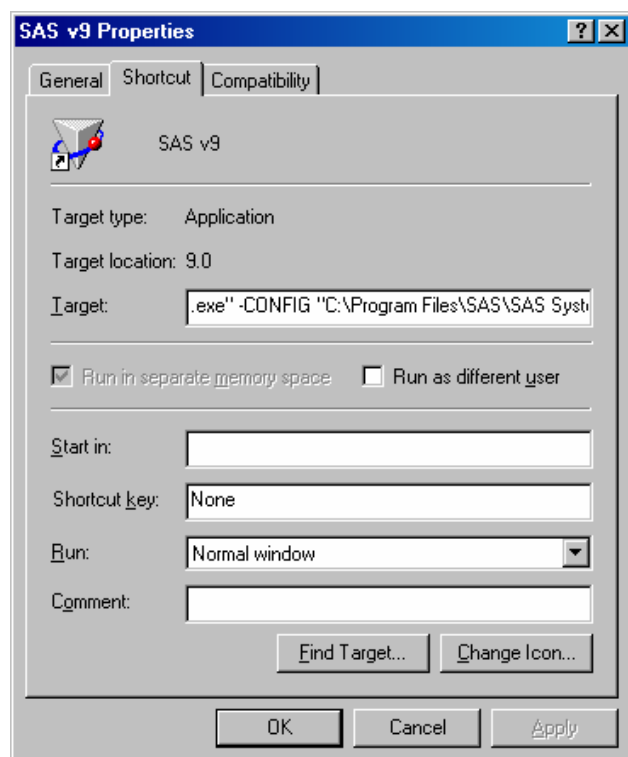 SAS v9 Properties
General Shortcut Compatibility
SAS v9
Target type: Application
Target location: 9.0
Target: .exe" -CONFIG "C:\Program Files\SAS\SAS Syste
Run in separate memory space Run as different user
Start in:
Shortcut key: None
Run: Normal window
Comment:
Find Target... Change Icon...
OK Cancel Apply